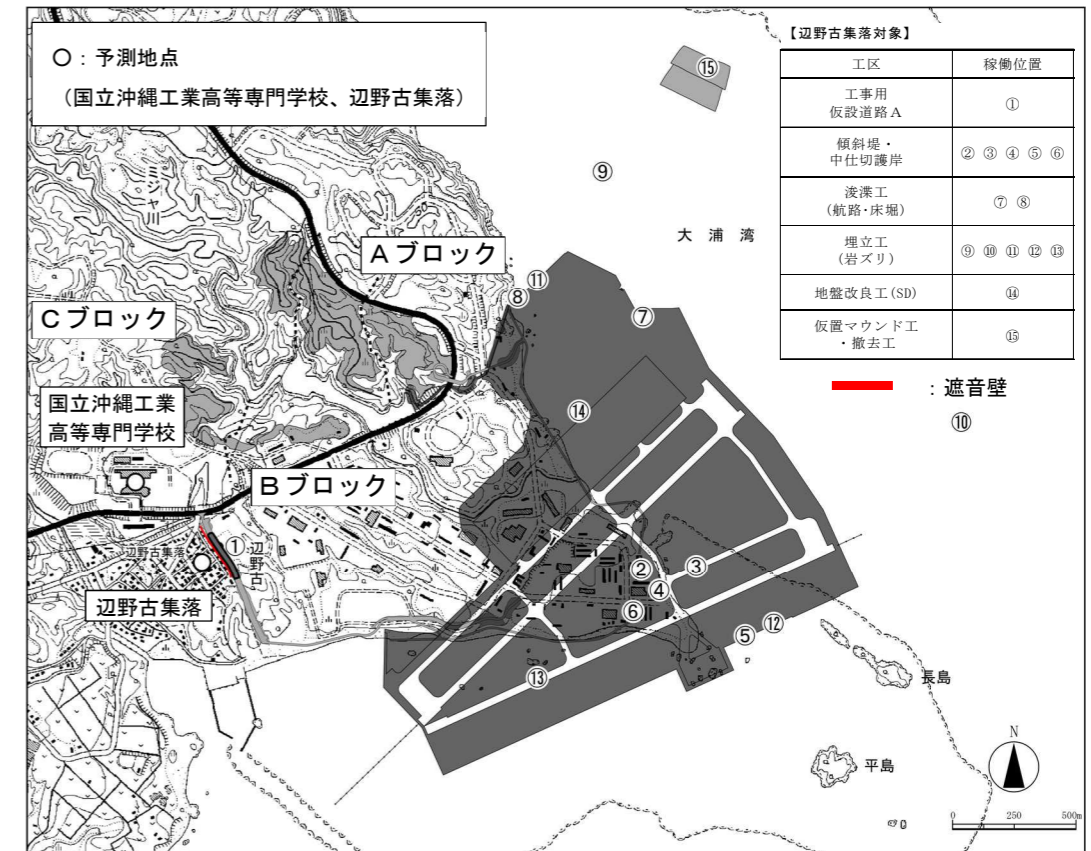 〇：予測地点
（国立沖縄工業高等専門学校、辺野古集落）
【辺野古集落対象】
工区 稼働位置
工事用
仮設道路A ①
傾斜堤・
中仕切護岸 ② ③ ④ ⑤ ⑥
浚渫工
(航路・床堀) ⑦ ⑧
埋立工
(岩ズリ) ⑨ ⑩ ⑪ ⑫ ⑬
地盤改良工(SD) ⑭
仮置マウンド工
・撤去工 ⑮
：遮音壁
⑮
⑨
⑩
ミジャ川
大浦湾
Aブロック
⑪
⑧
⑦
Cブロック
国立沖縄工業
高等専門学校
⑭
Bブロック
辺野古集落
①
辺野古
辺野古集落
②
③
④
⑥
⑤
⑫
⑬
長島
平島
N
0 250 500m